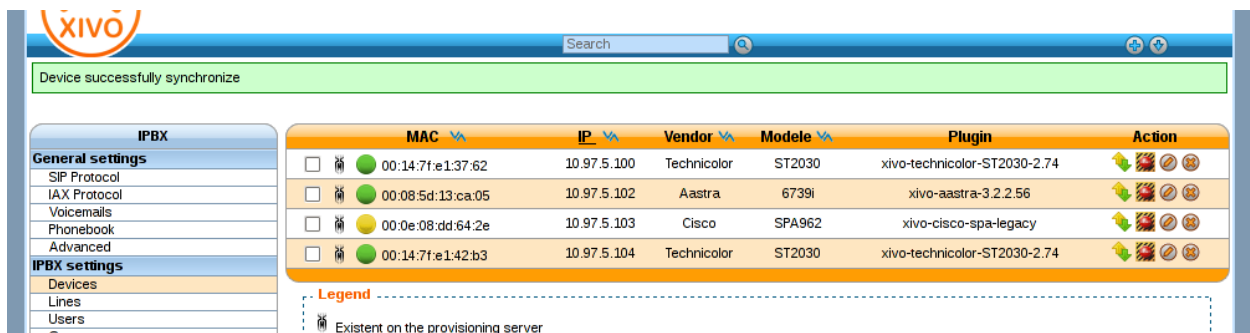 XIVO
Search
Device successfully synchronize
IPBX
General settings
SIP Protocol
IAX Protocol
Voicemails
Phonebook
Advanced
IPBX settings
Devices
Lines
Users
MAC IP Vendor Modele Plugin Action
00:14:7f:e1:37:62 10.97.5.100 Technicolor ST2030 xivo-technicolor-ST2030-2.74
00:08:5d:13:ca:05 10.97.5.102 Aastra 6739i xivo-aastra-3.2.2.56
00:0e:08:dd:64:2e 10.97.5.103 Cisco SPA962 xivo-cisco-spa-legacy
00:14:7f:e1:42:b3 10.97.5.104 Technicolor ST2030 xivo-technicolor-ST2030-2.74
Legend
Existent on the provisioning server